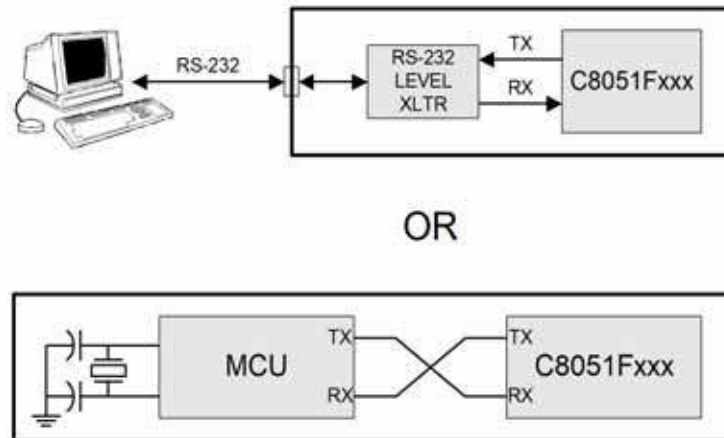 RS-232
RS-232
LEVEL
XLTR
TX
RX
C8051Fxxx
OR
MCU
TX
RX
TX
RX
C8051Fxxx